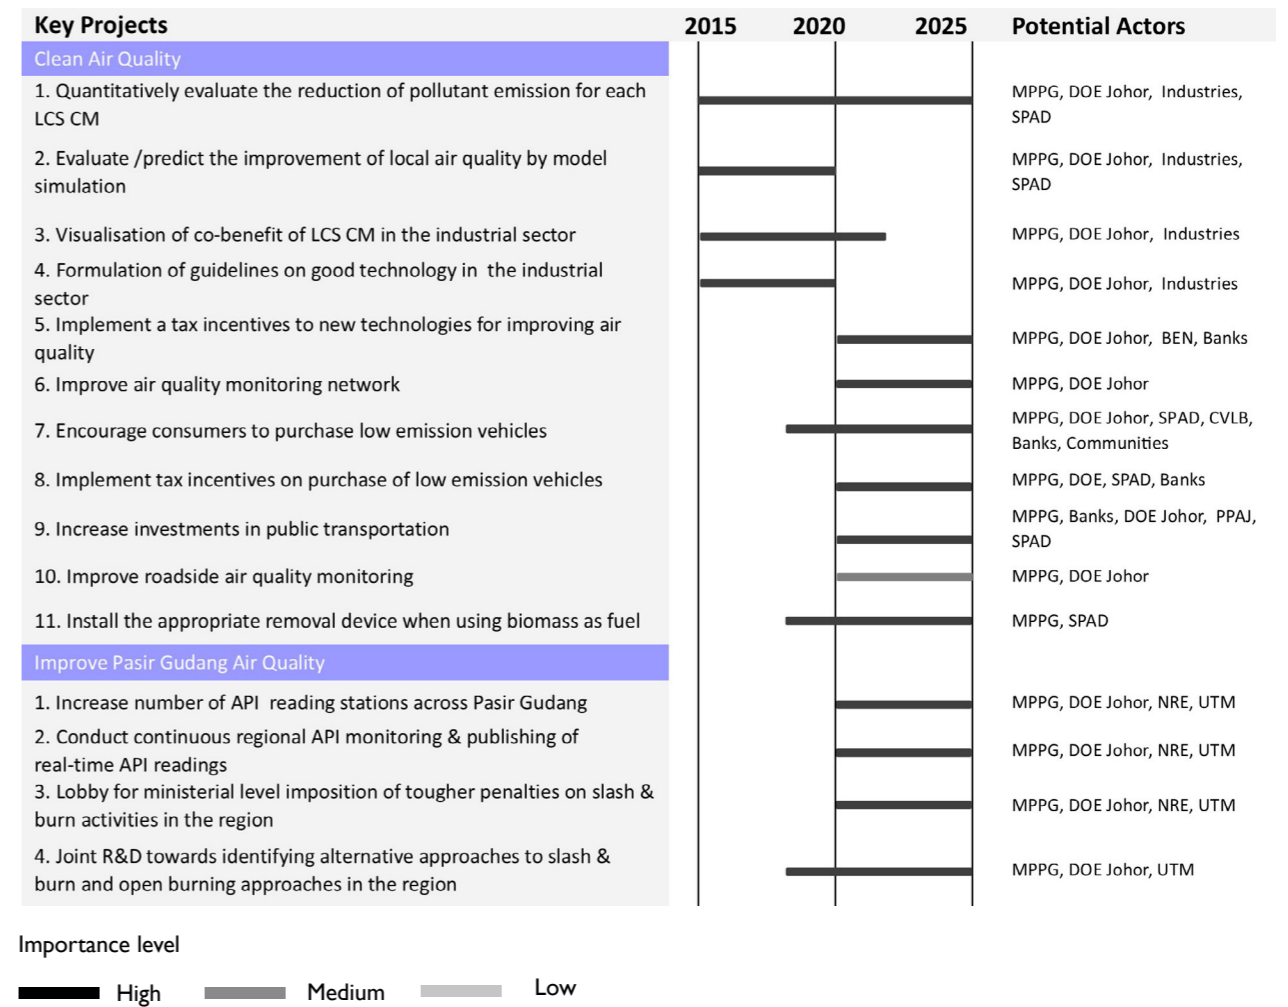 Key Projects 2015 2020 2025 Potential Actors
Clean Air Quality
1. Quantitatively evaluate the reduction of pollutant emission for each
LCS CM
MPPG, DOE Johor, Industries,
SPAD
2. Evaluate /predict the improvement of local air quality by model
simulation
MPPG, DOE Johor, Industries,
SPAD
3. Visualisation of co-benefit of LCS CM in the industrial sector
MPPG, DOE Johor, Industries
4. Formulation of guidelines on good technology in the industrial
sector
MPPG, DOE Johor, Industries
5. Implement a tax incentives to new technologies for improving air
quality
MPPG, DOE Johor, BEN, Banks
6. Improve air quality monitoring network
MPPG, DOE Johor
7. Encourage consumers to purchase low emission vehicles
MPPG, DOE Johor, SPAD, CVLB,
Banks, Communities
8. Implement tax incentives on purchase of low emission vehicles
MPPG, DOE, SPAD, Banks
9. Increase investments in public transportation
MPPG, Banks, DOE Johor, PPAJ,
SPAD
10. Improve roadside air quality monitoring
MPPG, DOE Johor
11. Install the appropriate removal device when using biomass as fuel
MPPG, SPAD
Improve Pasir Gudang Air Quality
1. Increase number of API reading stations across Pasir Gudang
MPPG, DOE Johor, NRE, UTM
2. Conduct continuous regional API monitoring & publishing of
real-time API readings
MPPG, DOE Johor, NRE, UTM
3. Lobby for ministerial level imposition of tougher penalties on slash &
burn activities in the region
MPPG, DOE Johor, NRE, UTM
4. Joint R&D towards identifying alternative approaches to slash &
burn and open burning approaches in the region
MPPG, DOE Johor, UTM
Importance level
High Medium Low